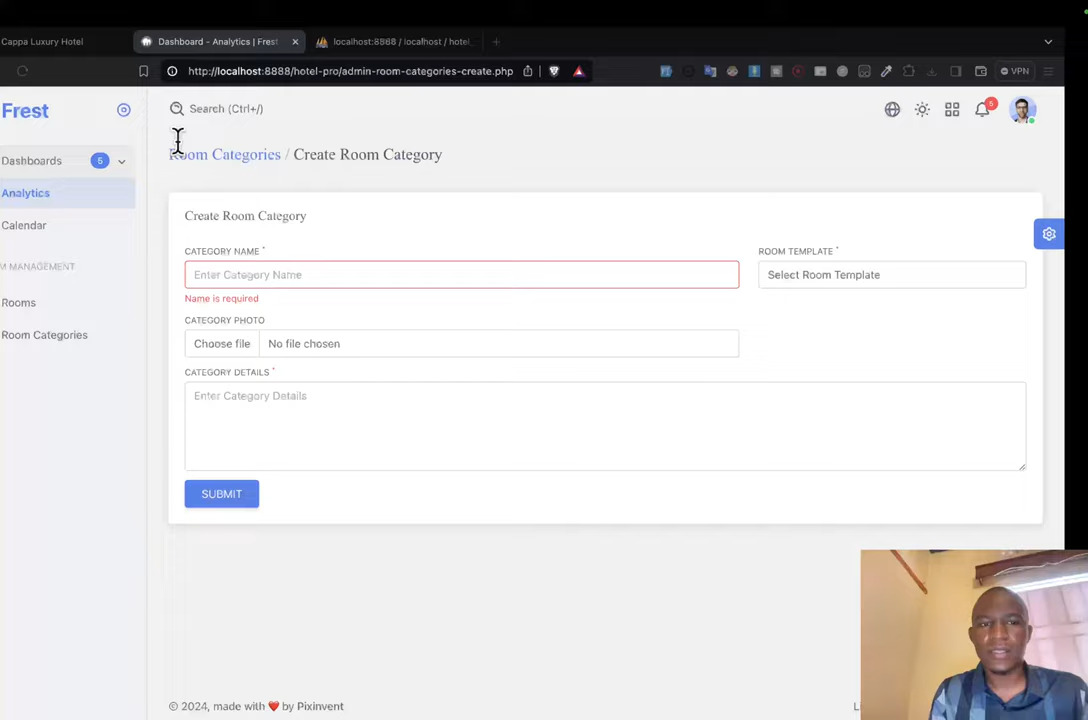 Cappa Luxury Hotel
Dashboard - Analytics | Frest
localhost:8888 / localhost / hotel_
http://localhost:8888/hotel-pro/admin-room-categories-create.php
VPN
Frest
Search (Ctrl+/)
5
Dashboards 5
Room Categories / Create Room Category
Analytics
Calendar
Create Room Category
CATEGORY NAME *
ROOM TEMPLATE *
Enter Category Name
Select Room Template
M MANAGEMENT
Name is required
Rooms
CATEGORY PHOTO
Room Categories
Choose file No file chosen
CATEGORY DETAILS *
Enter Category Details
SUBMIT
© 2024, made with ❤️ by Pixinvent